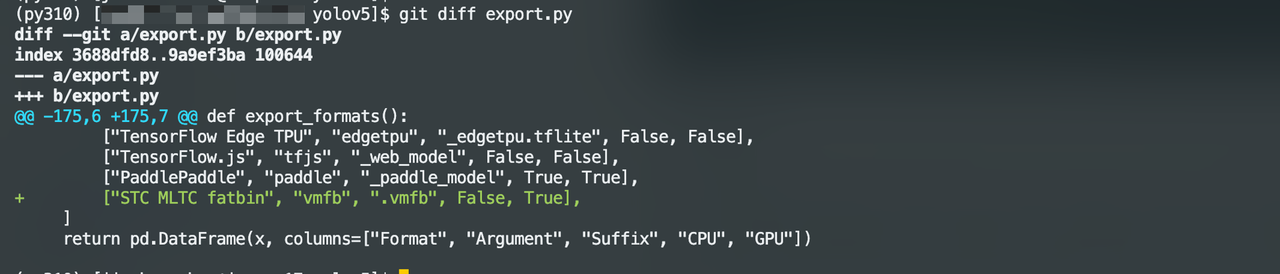 (py310) [ yolov5]$ git diff export.py
diff --git a/export.py b/export.py
index 3688dfd8..9a9ef3ba 100644
--- a/export.py
+++ b/export.py
@@ -175,6 +175,7 @@ def export_formats():
        ["TensorFlow Edge TPU", "edgetpu", "_edgetpu.tflite", False, False],
        ["TensorFlow.js", "tfjs", "_web_model", False, False],
        ["PaddlePaddle", "paddle", "_paddle_model", True, True],
+        ["STC MLTC fatbin", "vmfb", ".vmfb", False, True],
    ]
    return pd.DataFrame(x, columns=["Format", "Argument", "Suffix", "CPU", "GPU"])